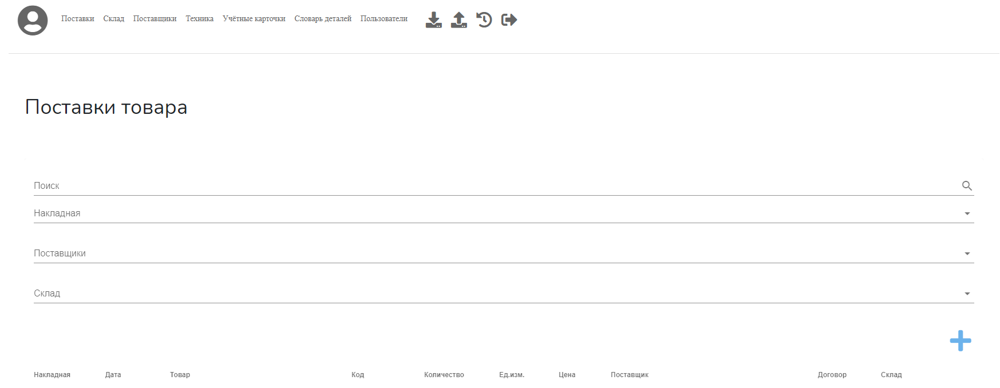 Поставки Склад Поставщики Техника Учётные карточки Словарь деталей Пользователи
Поставки товара
Поиск
Накладная
Поставщики
Склад
Накладная Дата Товар Код Количество Ед.изм. Цена Поставщик Договор Склад